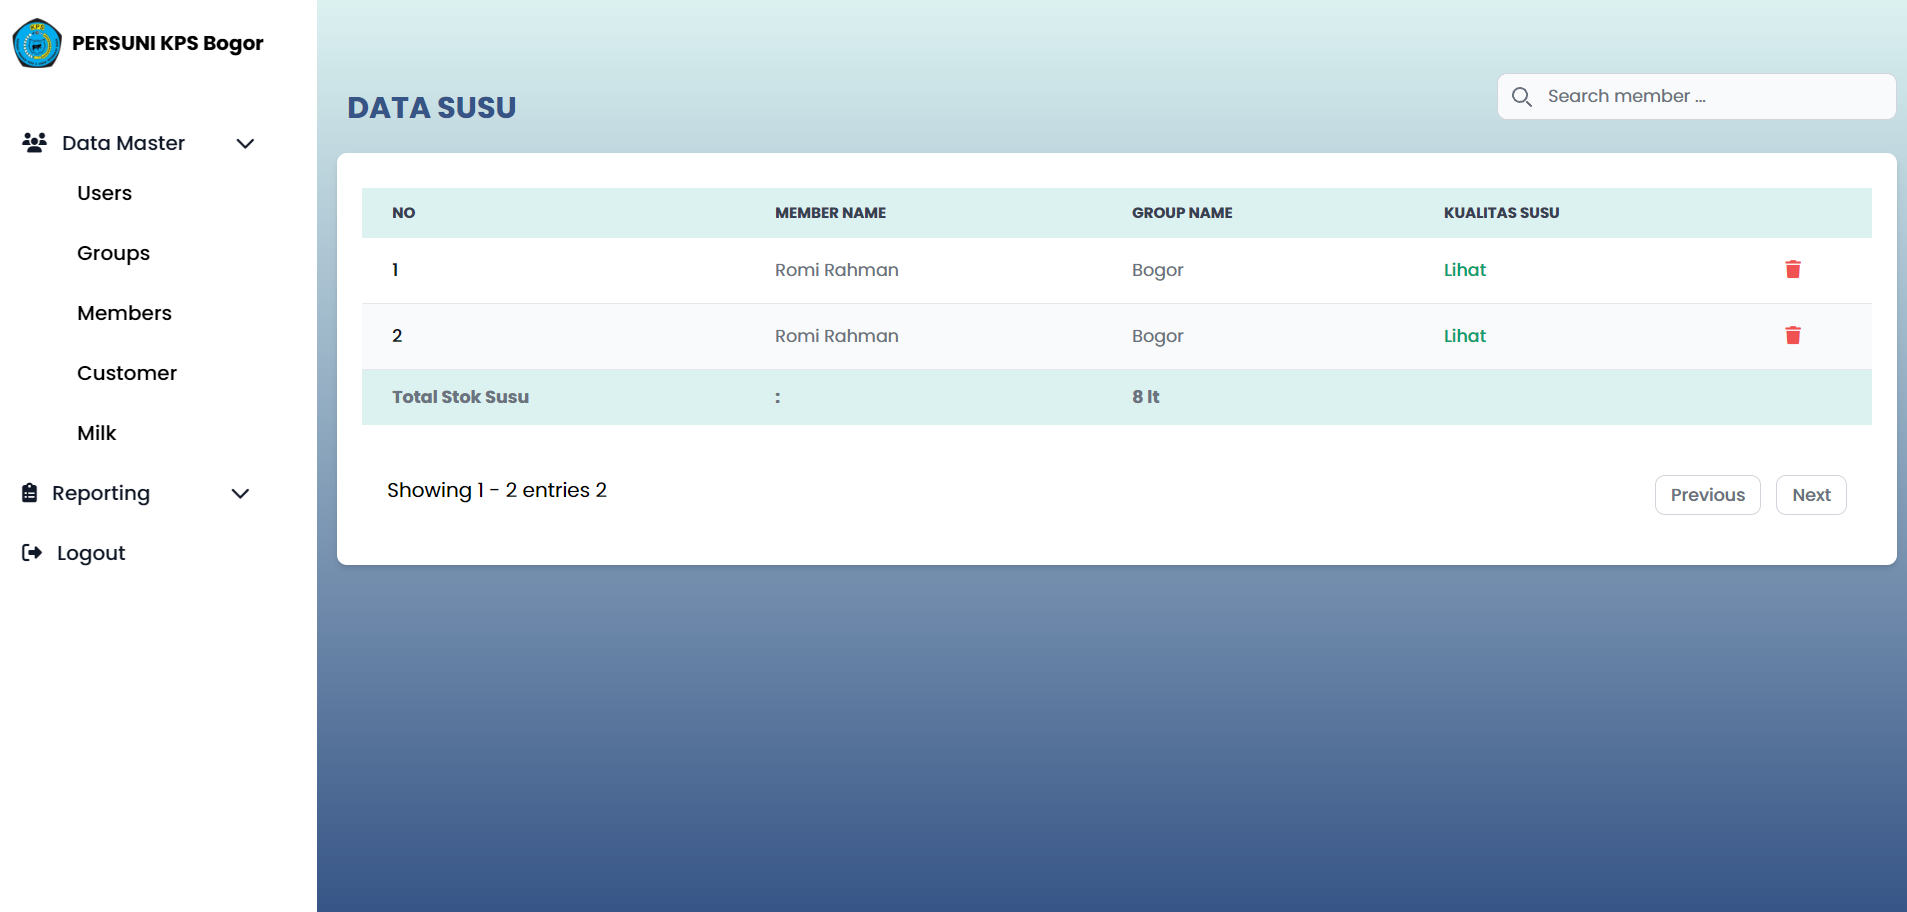 KPS
PERSUNI KPS Bogor
Data Master
Users
Groups
Members
Customer
Milk
Reporting
Logout
DATA SUSU
Search member ...
NO MEMBER NAME GROUP NAME KUALITAS SUSU
1 Romi Rahman Bogor Lihat
2 Romi Rahman Bogor Lihat
Total Stok Susu : 8 lt
Showing 1 - 2 entries 2
Previous Next